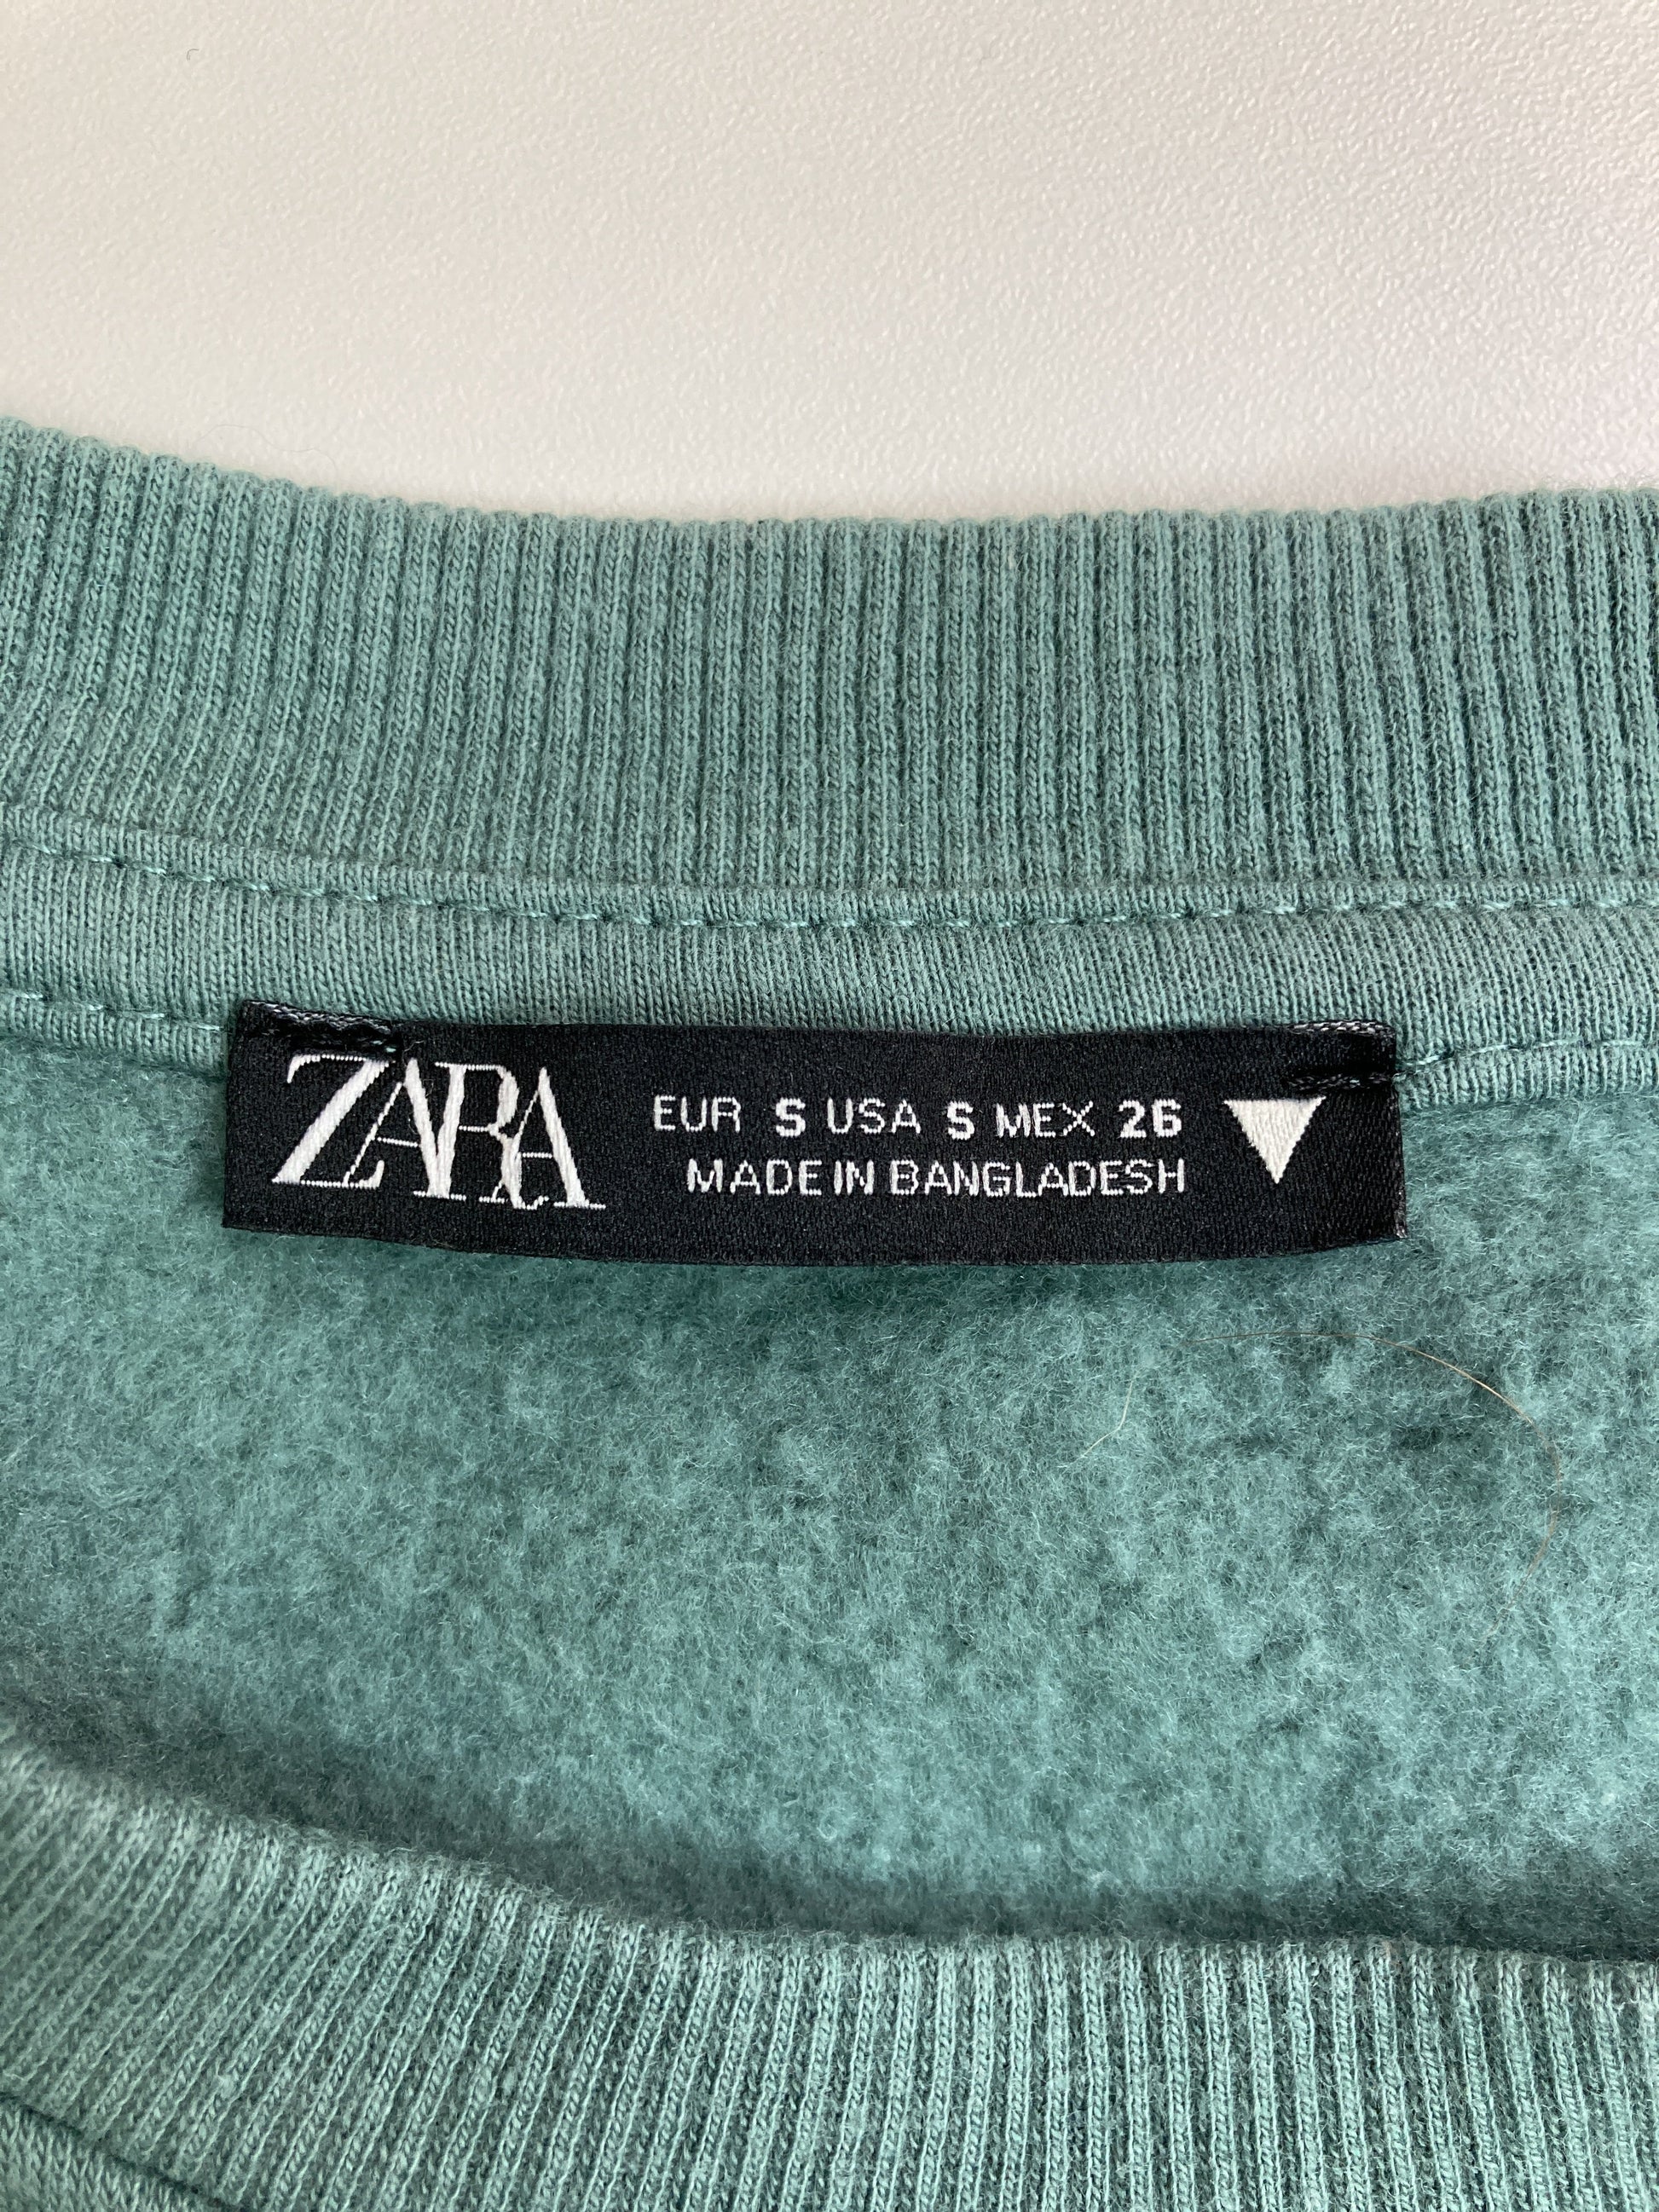 ZARA
EUR S USA S MEX 26
MADE IN BANGLADESH